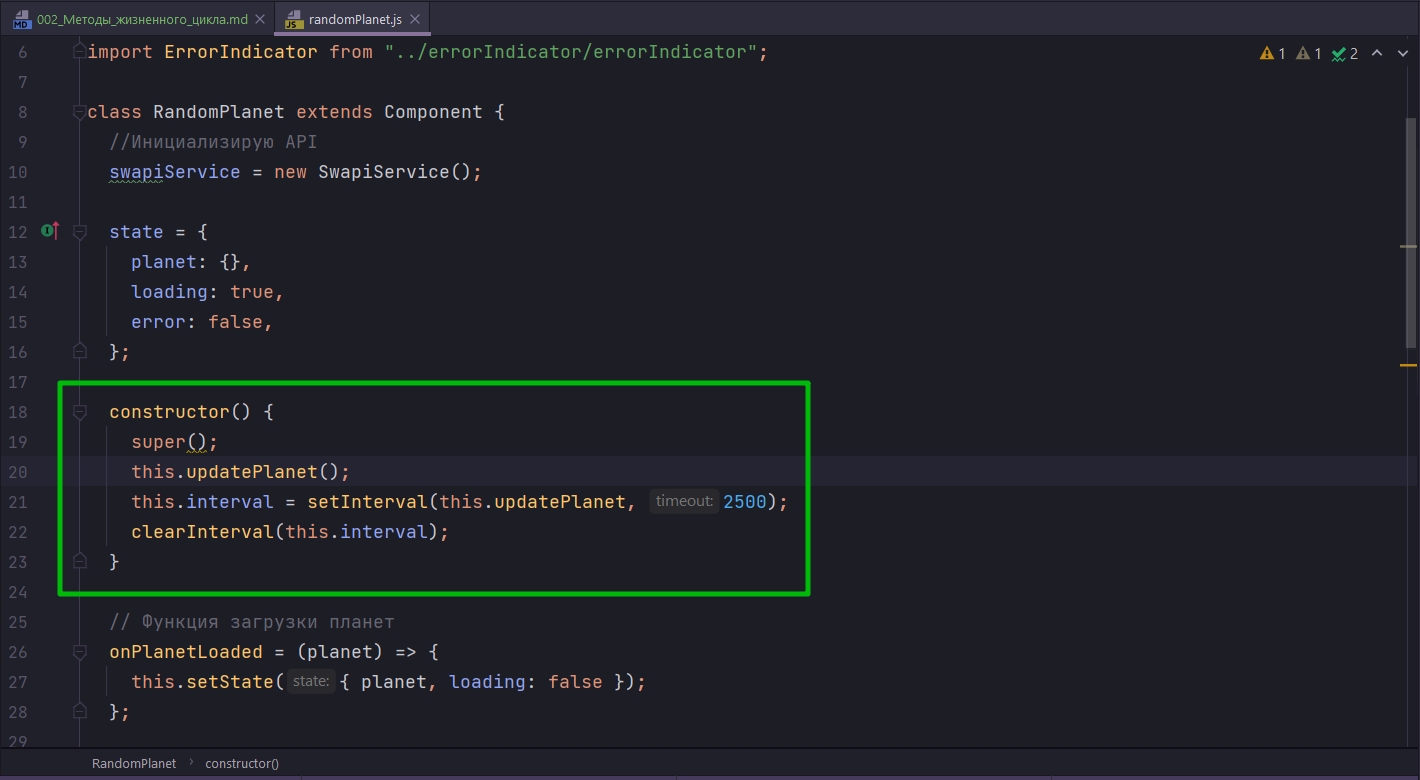 MD 002_Методы_жизненного_цикла.md JS randomPlanet.js
6 import ErrorIndicator from "../errorIndicator/errorIndicator"; 1 1 2
7
8 class RandomPlanet extends Component {
9 //Инициализирую API
10 swapiService = new SwapiService();
11
12 state = {
13 planet: {},
14 loading: true,
15 error: false,
16 };
17
18 constructor() {
19 super();
20 this.updatePlanet();
21 this.interval = setInterval(this.updatePlanet, timeout: 2500);
22 clearInterval(this.interval);
23 }
24
25 // Функция загрузки планет
26 onPlanetLoaded = (planet) => {
27 this.setState( state: { planet, loading: false });
28 };
29
RandomPlanet › constructor()